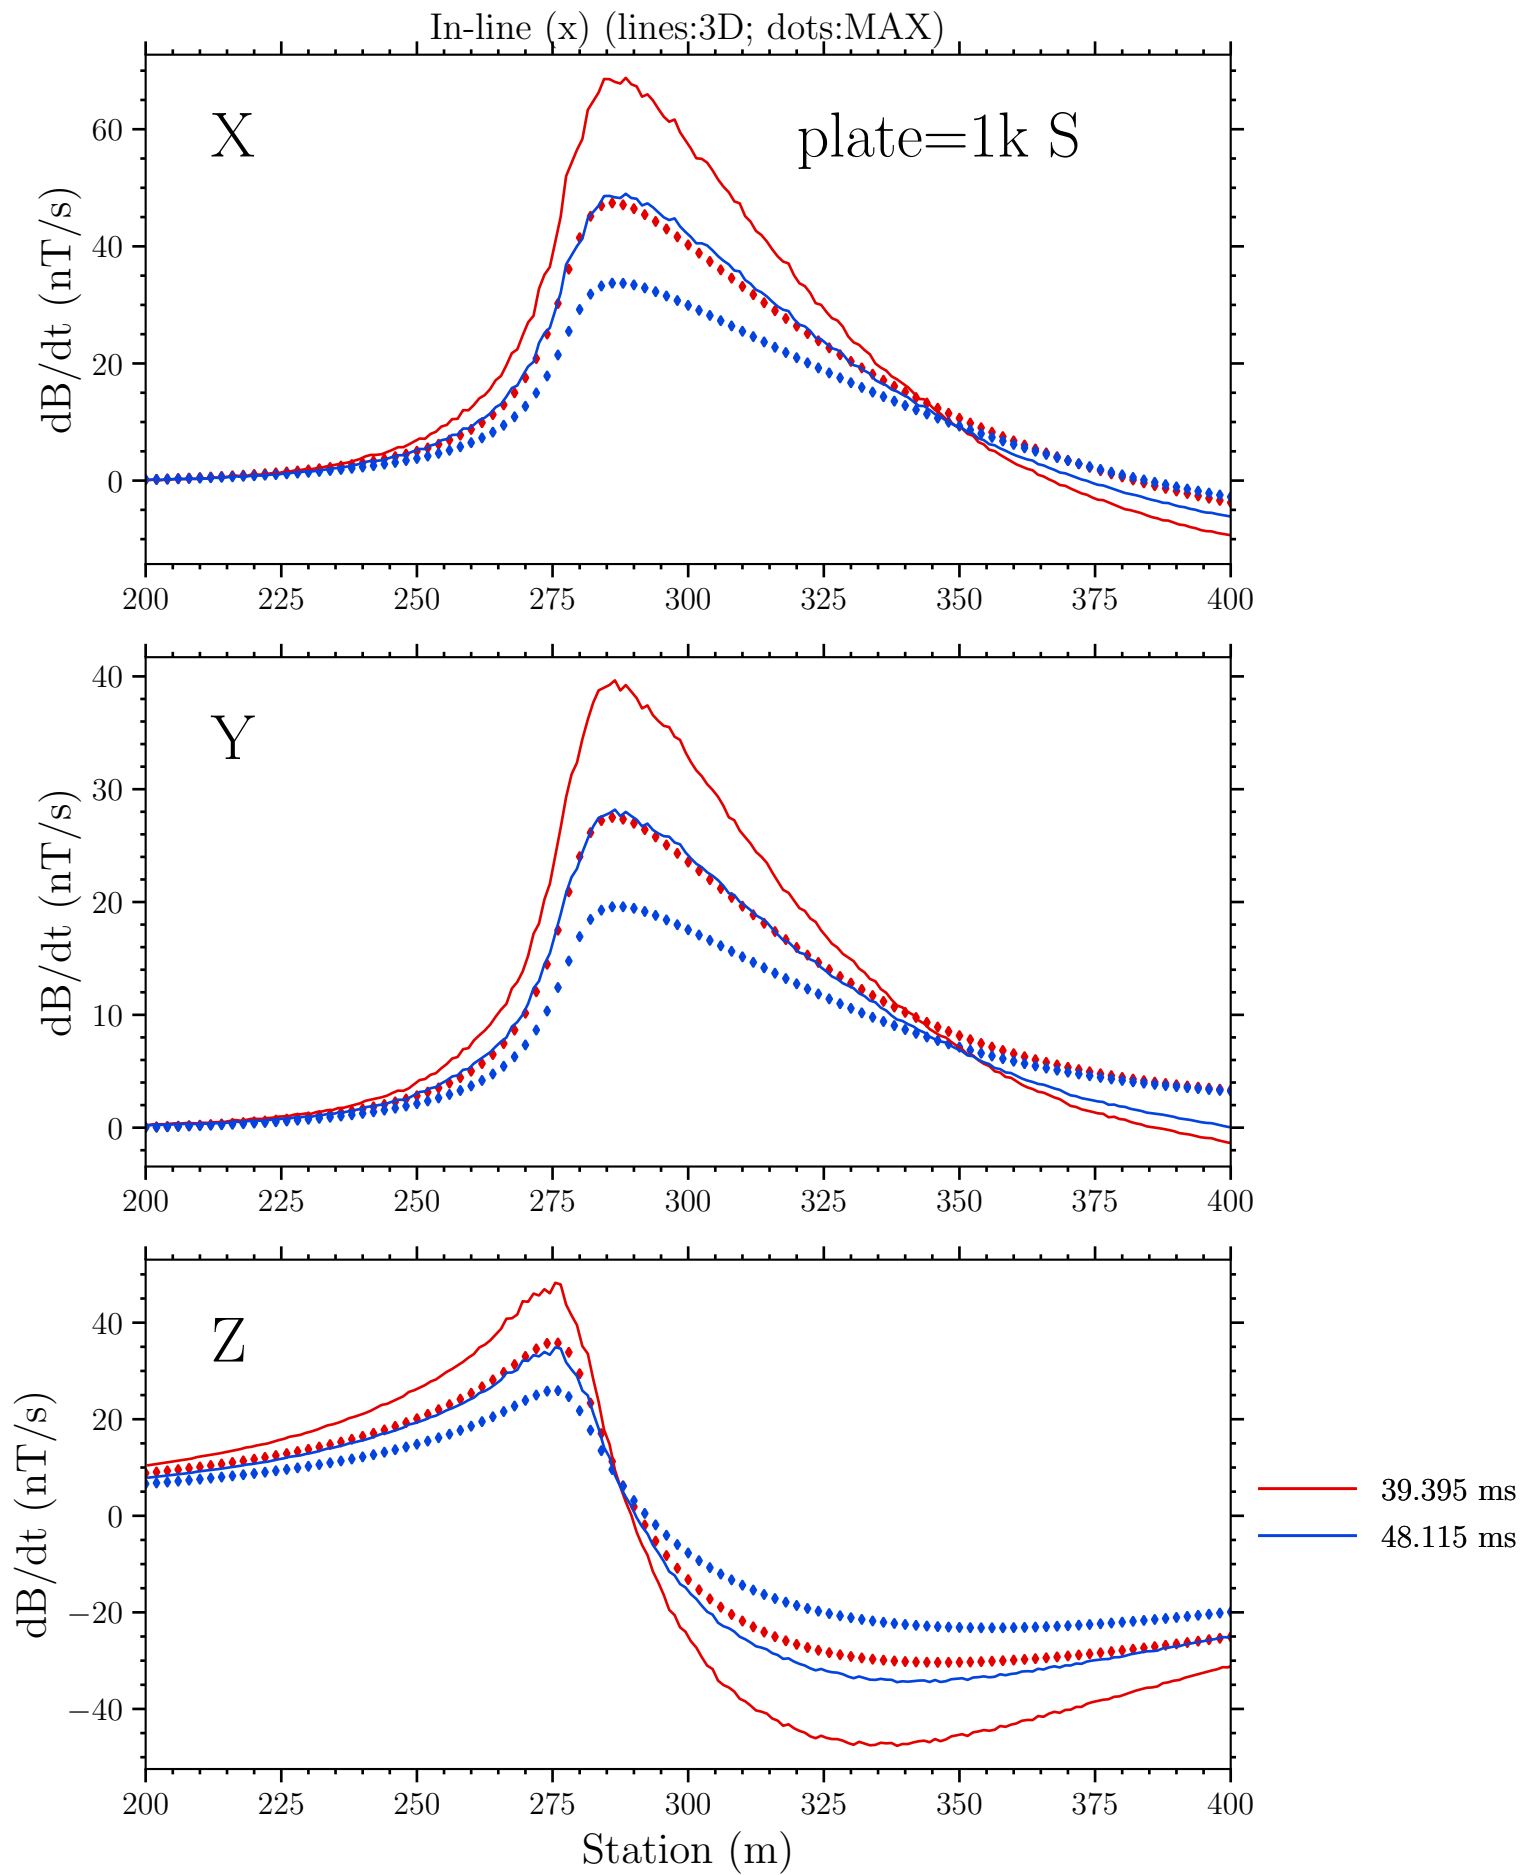 In-line (x) (lines:3D; dots:MAX)
X
plate=1k S
dB/dt (nT/s)
60
40
20
0
200 225 250 275 300 325 350 375 400
Y
dB/dt (nT/s)
40
30
20
10
0
200 225 250 275 300 325 350 375 400
Z
dB/dt (nT/s)
40
20
0
−20
−40
39.395 ms
48.115 ms
200 225 250 275 300 325 350 375 400
Station (m)